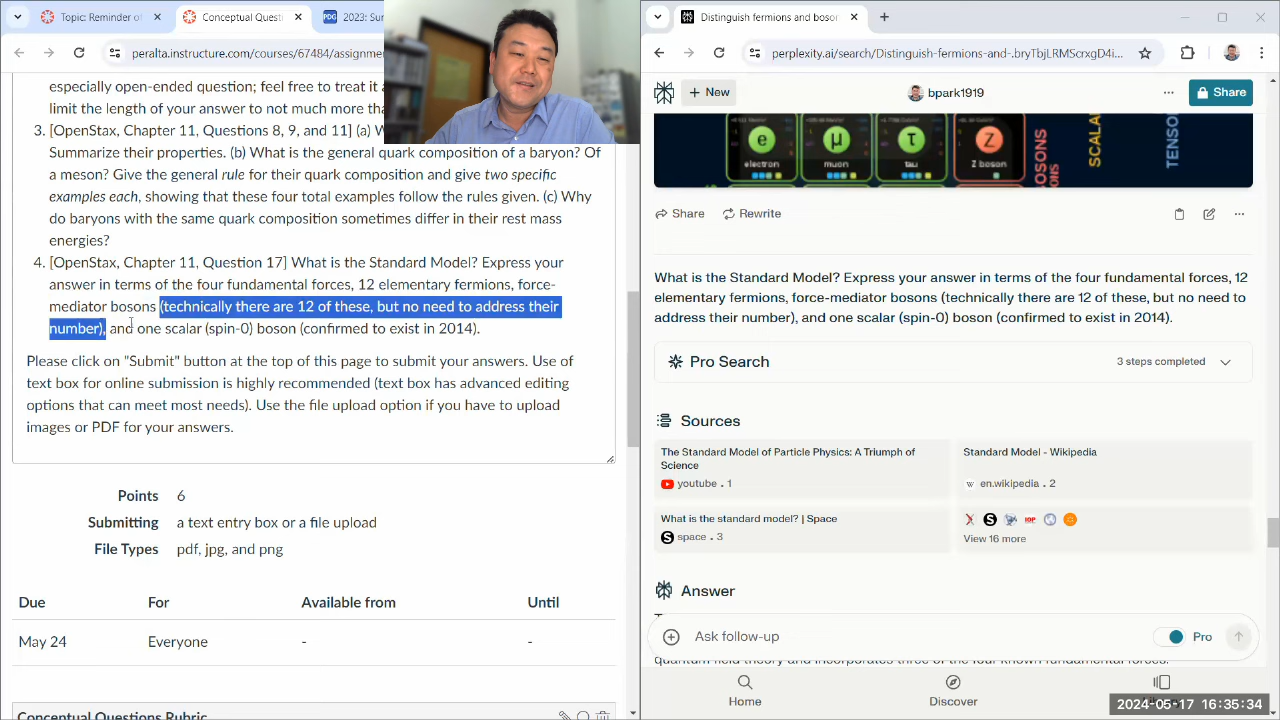 Topic Reminder of
Conceptual Questi
2023: Sum
peralta.instructure.com/courses/67484/assignme
especially open-ended question; feel free to treat it a
limit the length of your answer to not much more tha
3. [OpenStax, Chapter 11, Questions 8, 9, and 11] (a) W
Summarize their properties. (b) What is the general quark composition of a baryon? Of
a meson? Give the general rule for the quark composition and give two specific
examples each, showing that these four total examples follow the rules given. (c) Why
do baryons with the same quark composition sometimes differ in their rest mass
energies?
4. [OpenStax, Chapter 11, Question 17] What is the Standard Model? Express your
answer in terms of the four fundamental forces, 12 elementary fermions, force-
mediator bosons (technically there are 12 of these, but no need to address their
number), and one scalar (spin-0) boson (confirmed to exist in 2014).
Please click on "Submit" button at the top of this page to submit your answers. Use of
text box for online submission is highly recommended (text box has advanced editing
options that can meet most needs). Use the file upload option if you have to upload
images or PDF for your answers.
Points 6
Submitting a text entry box or a file upload
File Types pdf, jpg, and png
Due For Available from Until
May 24 Everyone - -
Conceptual Questions Rubric
Distinguish fermions and boson
perplexity.ai/search/Distinguish-fermions-and-.bryTbjLRMScqxgD4i...
+ New
bpark1919
Share
e μ τ Z
electron muon tau Z boson
BOSONS
SCALAR
TENSO
Share Rewrite
What is the Standard Model? Express your answer in terms of the four fundamental forces, 12
elementary fermions, force-mediator bosons (technically there are 12 of these, but no need to
address their number), and one scalar (spin-0) boson (confirmed to exist in 2014).
Pro Search 3 steps completed
Sources
The Standard Model of Particle Physics: A Triumph of
Science
youtube . 1
Standard Model - Wikipedia
en.wikipedia . 2
What is the standard model? | Space
space . 3
View 16 more
Answer
Ask follow-up
Pro
quantum field theory and incorporates three of the four known fundamental forces.
Home Discover
2024-05-17 16:35:34